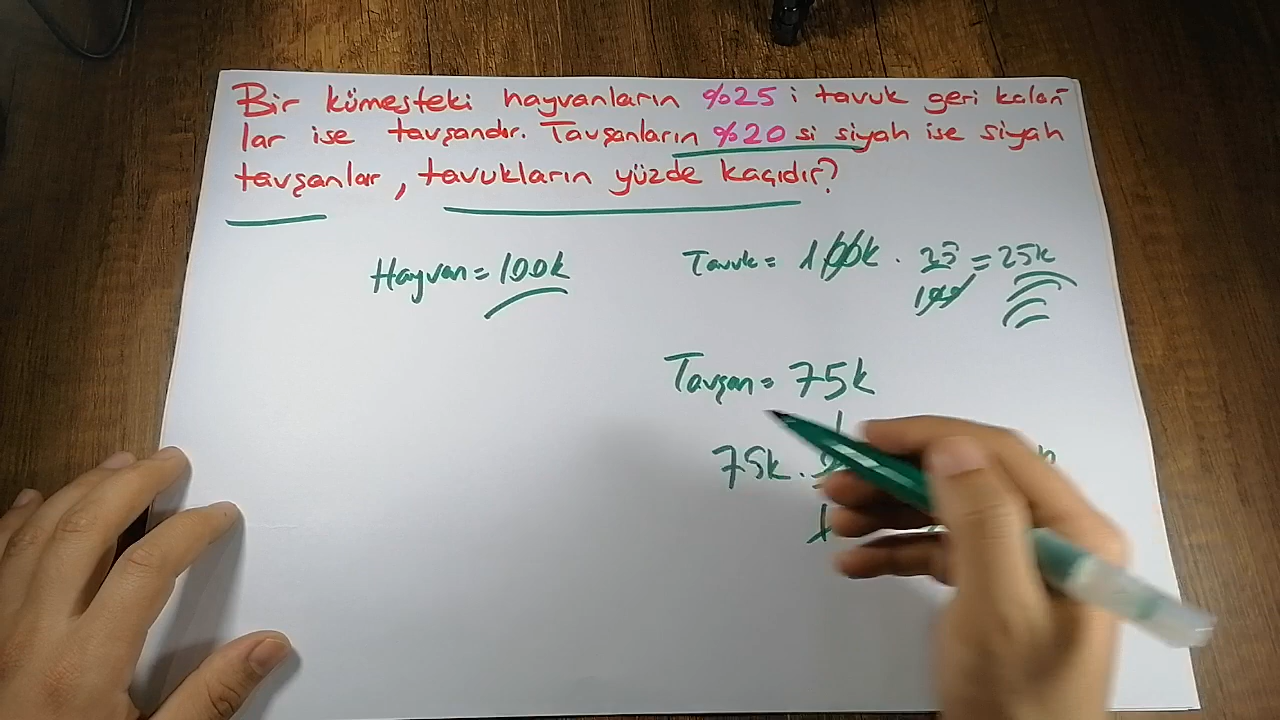 Bir kümesteki hayvanların %25 i tavuk geri kalan
lar ise tavşandır. Tavşanların %20 si siyah ise siyah
tavşanlar, tavukların yüzde kaçıdır?
Hayvan = 100k
Tavuk = 100k . 25/100 = 25k
Tavşan = 75k
75k .